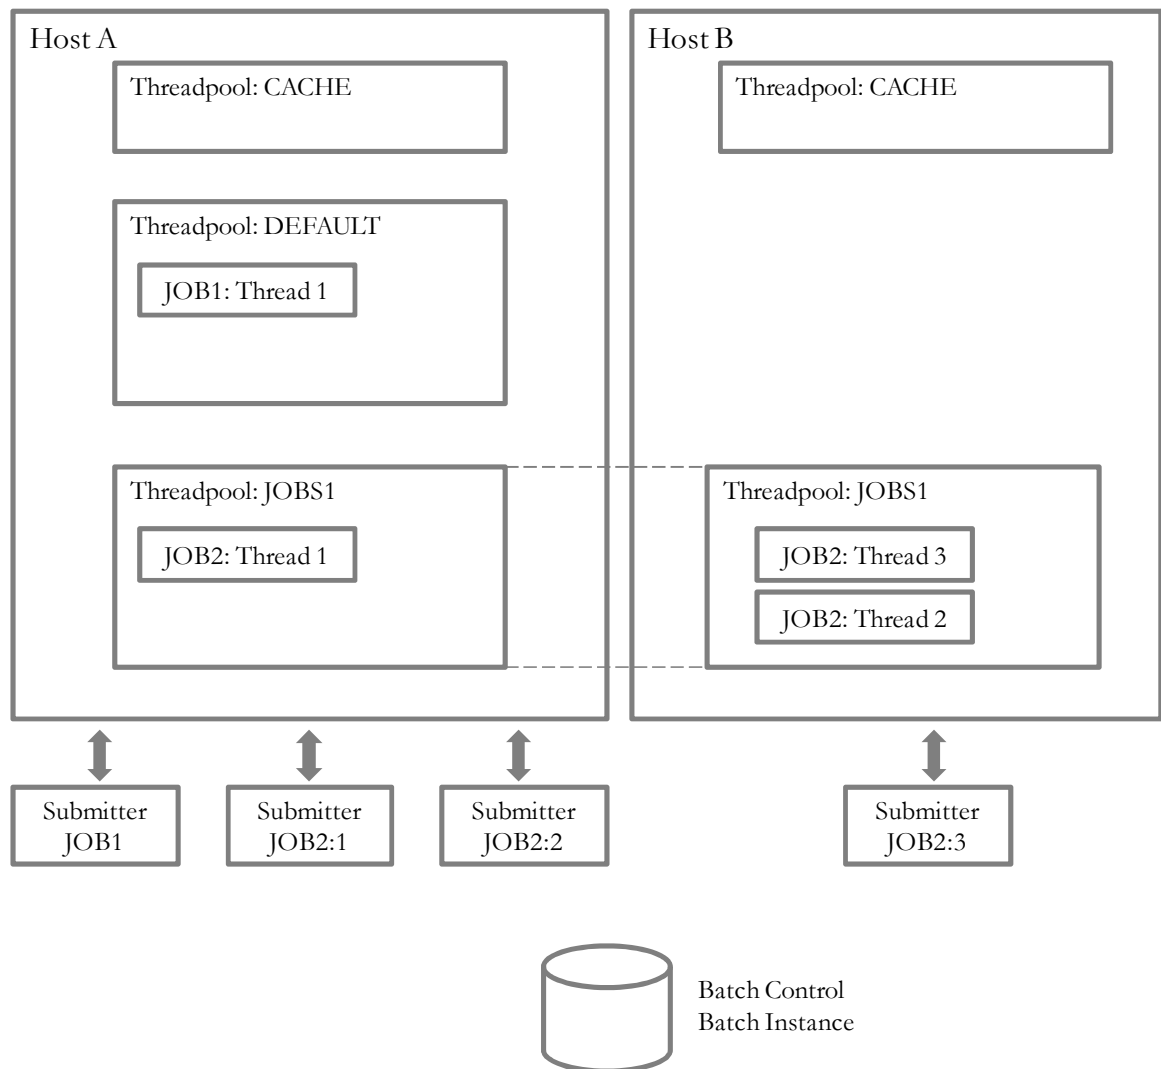 Host A
Threadpool: CACHE
Threadpool: DEFAULT
JOB1: Thread 1
Threadpool: JOBS1
JOB2: Thread 1
Host B
Threadpool: CACHE
Threadpool: JOBS1
JOB2: Thread 3
JOB2: Thread 2
Submitter
JOB1
Submitter
JOB2:1
Submitter
JOB2:2
Submitter
JOB2:3
Batch Control
Batch Instance